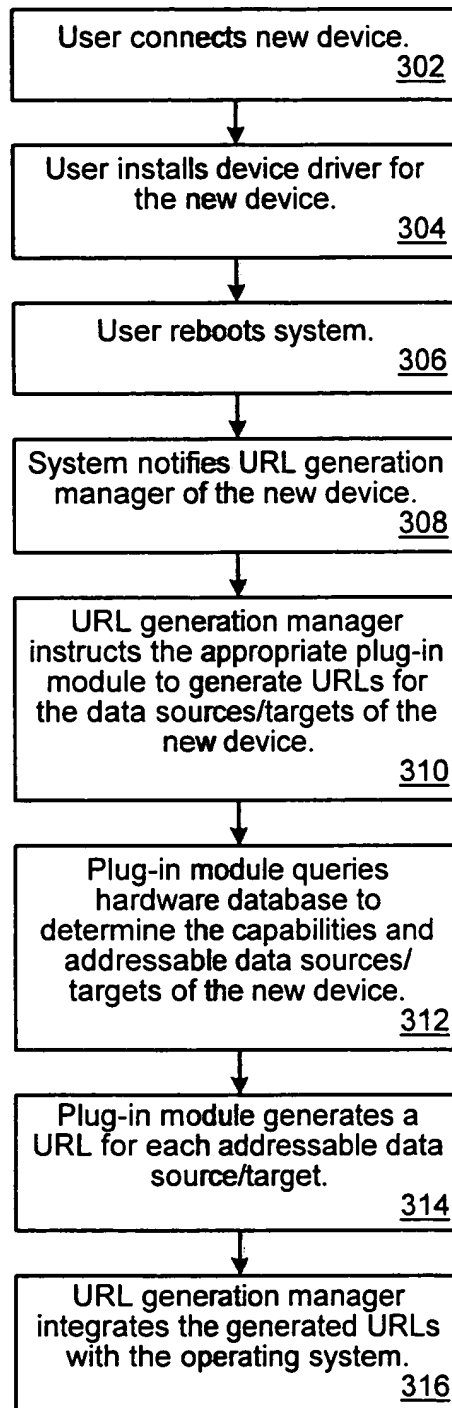 User connects new device.
302
User installs device driver for
the new device.
304
User reboots system.
306
System notifies URL generation
manager of the new device.
308
URL generation manager
instructs the appropriate plug-in
module to generate URLs for
the data sources/targets of the
new device.
310
Plug-in module queries
hardware database to
determine the capabilities and
addressable data sources/
targets of the new device.
312
Plug-in module generates a
URL for each addressable data
source/target.
314
URL generation manager
integrates the generated URLs
with the operating system.
316